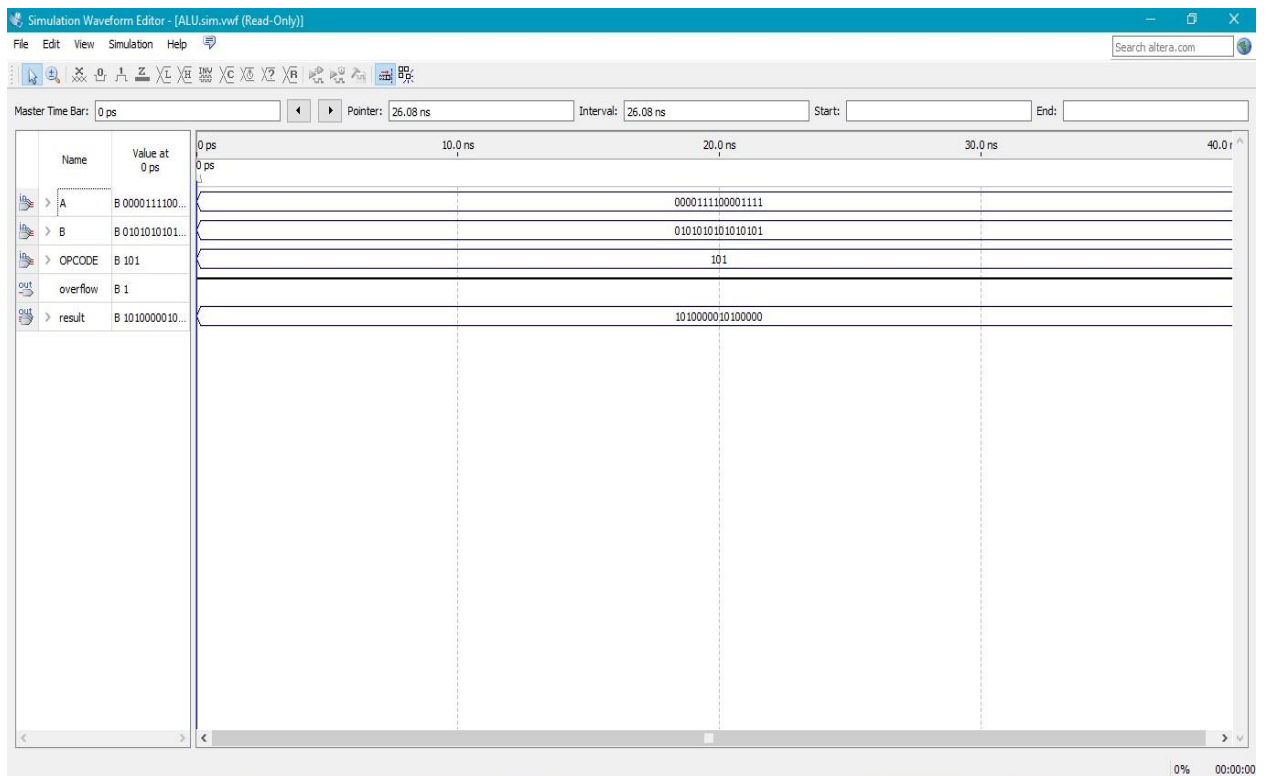 Simulation Waveform Editor - [ALU.sim.vwf (Read-Only)]
File Edit View Simulation Help
Search altera.com
Master Time Bar: 0 ps Pointer: 26.08 ns Interval: 26.08 ns Start: End:
Name Value at 0 ps
0 ps 10.0 ns 20.0 ns 30.0 ns 40.0
0 ps
A B 0000111100... 0000111100001111
B B 0101010101... 0101010101010101
OPCODE B 101 101
overflow B 1
result B 1010000010... 1010000010100000
0% 00:00:00